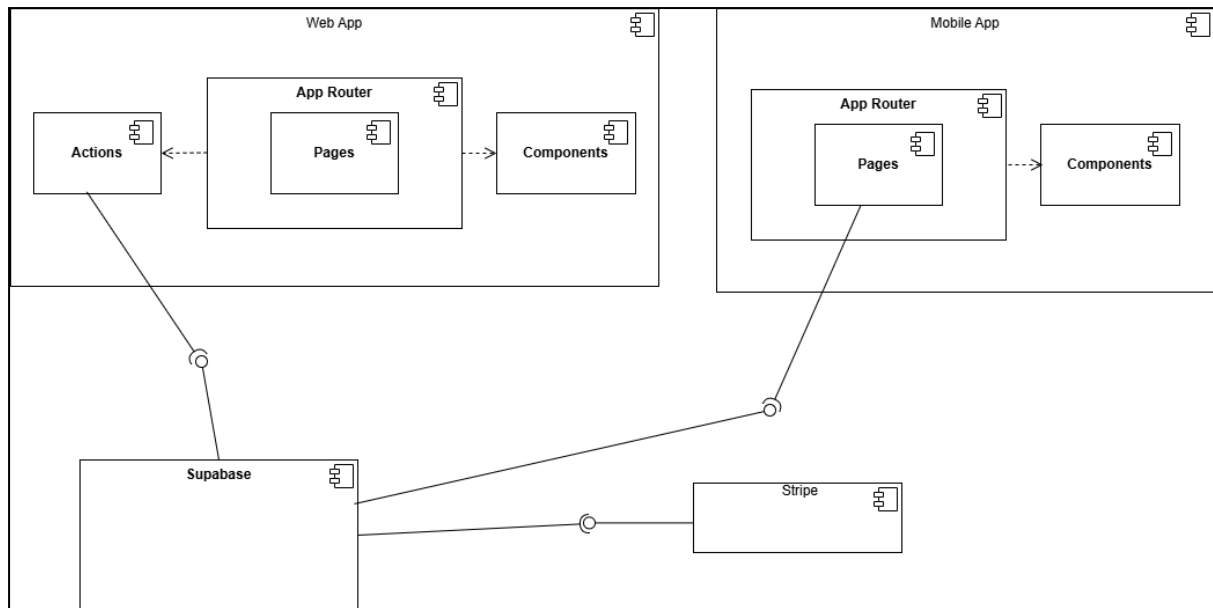 Web App
Mobile App
App Router
Actions
Pages
Components
App Router
Pages
Components
Supabase
Stripe